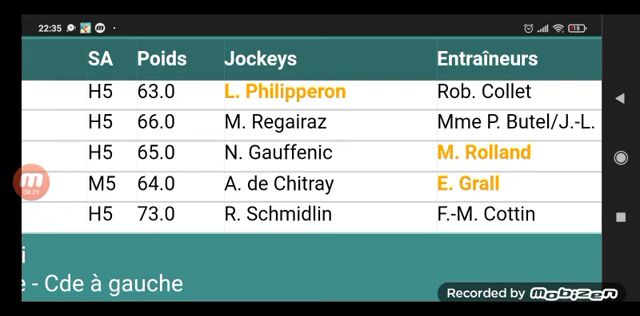 22:35 18
SA Poids Jockeys Entraîneurs
H5 63.0 L. Philipperon Rob. Collet
H5 66.0 M. Regairaz Mme P. Butel/J.-L.
H5 65.0 N. Gauffenic M. Rolland
M5 64.0 A. de Chitray E. Grall
H5 73.0 R. Schmidlin F.-M. Cottin
i
e - Cde à gauche
Recorded by MOBIZEN